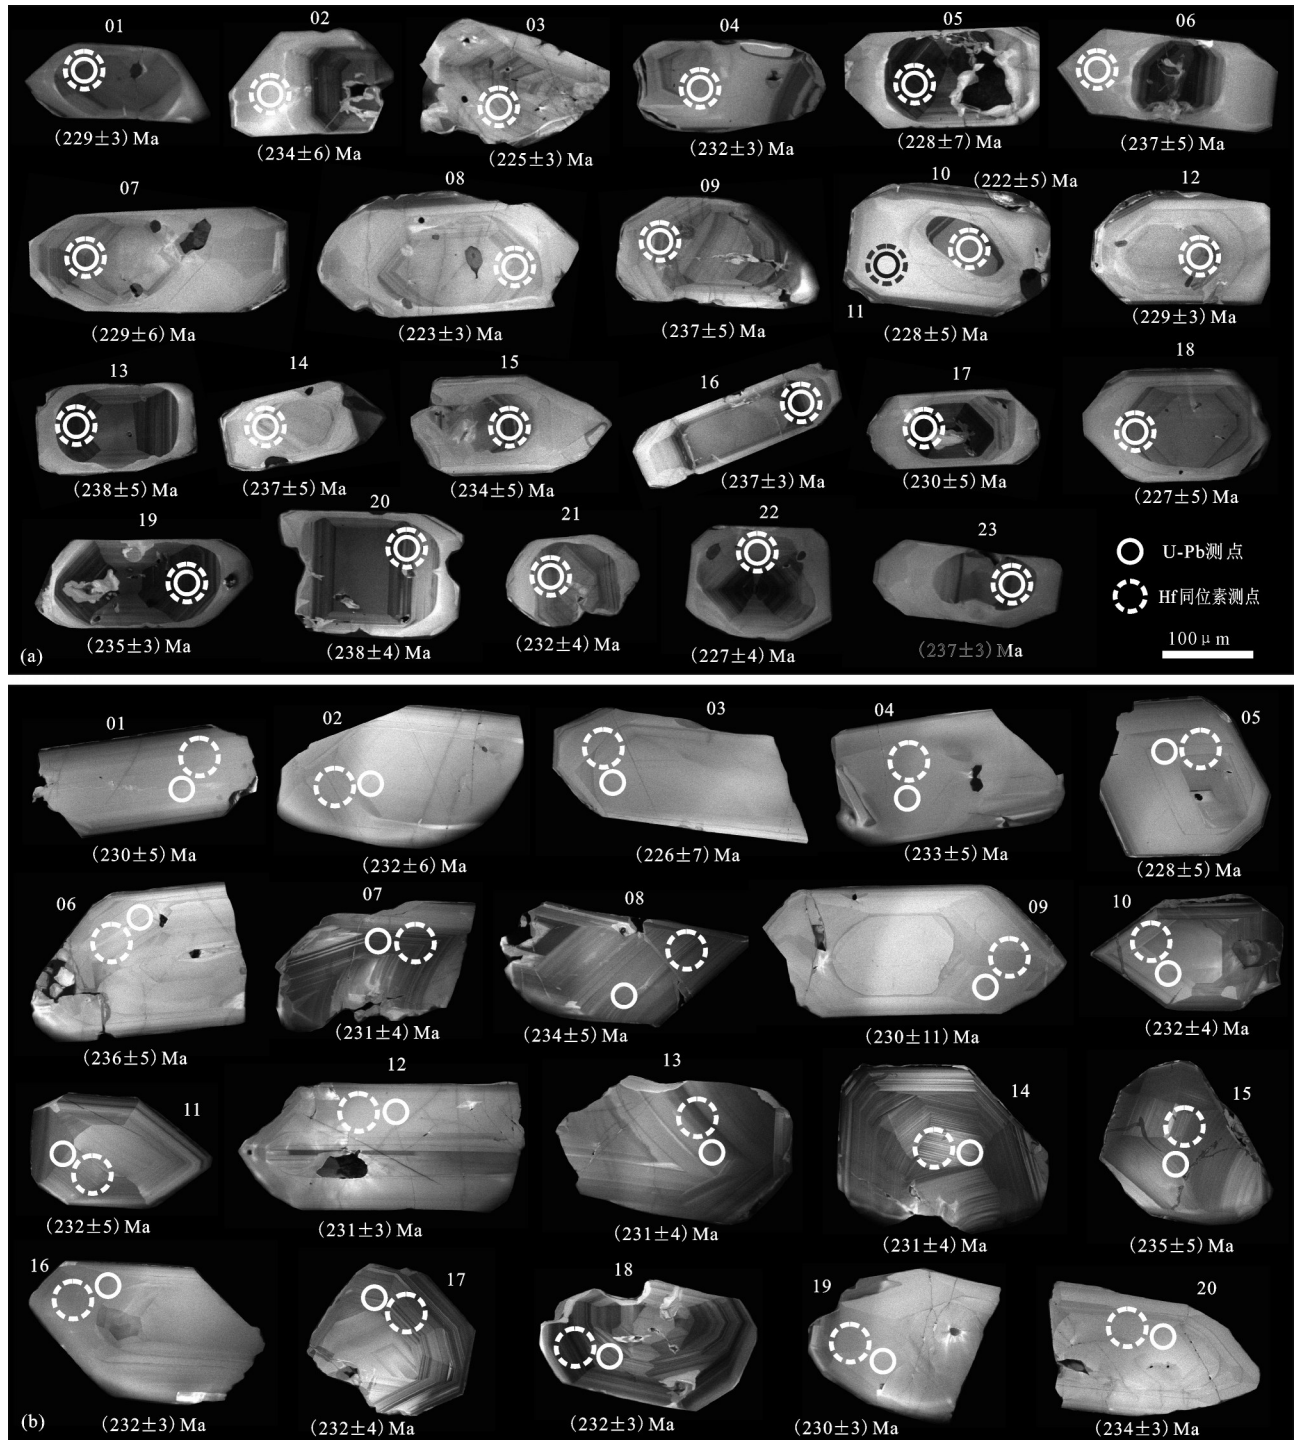 01
02
03
04
05
06
(229±3) Ma
(234±6) Ma
(225±3) Ma
(232±3) Ma
(228±7) Ma
(237±5) Ma
07
08
09
10
(222±5) Ma
12
(229±6) Ma
(223±3) Ma
(237±5) Ma
11
(228±5) Ma
(229±3) Ma
13
14
15
16
17
18
(238±5) Ma
(237±5) Ma
(234±5) Ma
(237±3) Ma
(230±5) Ma
(227±5) Ma
19
20
21
22
23
U-Pb测点
Hf同位素测点
100μm
(235±3) Ma
(238±4) Ma
(232±4) Ma
(227±4) Ma
(237±3) Ma
(a)
01
02
03
04
05
(230±5) Ma
(232±6) Ma
(226±7) Ma
(233±5) Ma
(228±5) Ma
06
07
08
09
10
(236±5) Ma
(231±4) Ma
(234±5) Ma
(230±11) Ma
(232±4) Ma
11
12
13
14
15
(232±5) Ma
(231±3) Ma
(231±4) Ma
(231±4) Ma
(235±5) Ma
16
17
18
19
20
(232±3) Ma
(232±4) Ma
(232±3) Ma
(230±3) Ma
(234±3) Ma
(b)